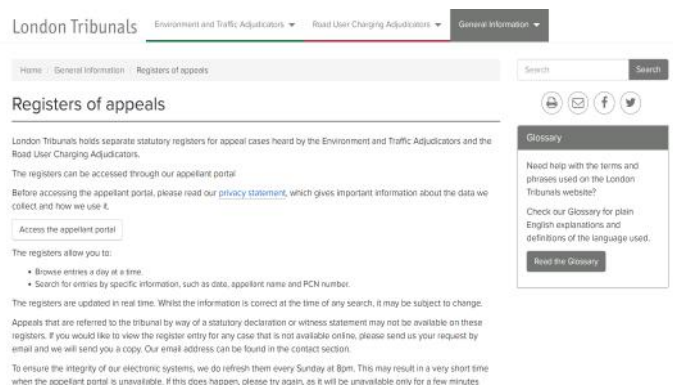 London Tribunals
Environment and Traffic Adjudicators
Road User Charging Adjudicators
General Information
Home / General Information / Registers of appeals
Search
Search
Registers of appeals
London Tribunals holds separate statutory registers for appeal cases heard by the Environment and Traffic Adjudicators and the
Road User Charging Adjudicators.
The registers can be accessed through our appellant portal
Before accessing the appellant portal, please read our privacy statement, which gives important information about the data we
collect and how we use it.
Access the appellant portal
The registers allow you to:
• Browse entries a day at a time.
• Search for entries by specific information, such as date, appellant name and PCN number.
The registers are updated in real time. Whilst the information is correct at the time of any search, it may be subject to change.
Appeals that are referred to the tribunal by way of a statutory declaration or witness statement may not be available on these
registers. If you would like to view the register entry for any case that is not available online, please send us your request by
email and we will send you a copy. Our email address can be found in the contact section.
To ensure the integrity of our electronic systems, we do refresh them every Sunday at 8pm. This may result in a very short time
when the appellant portal is unavailable. If this does happen, please try again, as it will be unavailable only for a few minutes
Glossary
Need help with the terms and
phrases used on the London
Tribunals website?
Check our Glossary for plain
English explanations and
definitions of the language used.
Read the Glossary